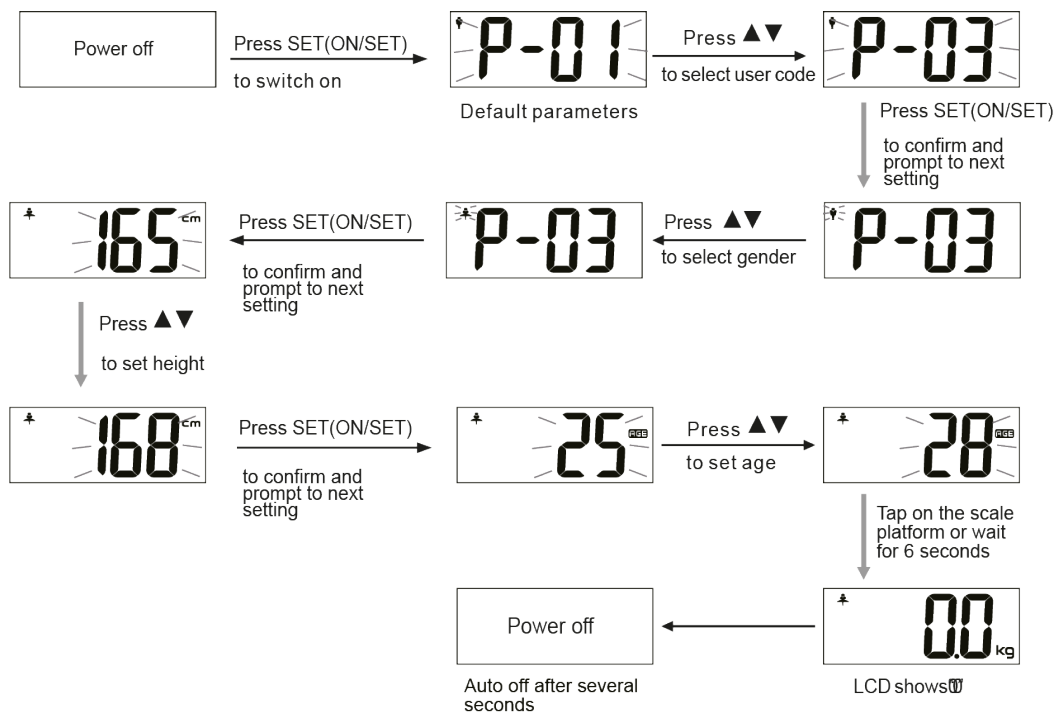 Power off
Press SET(ON/SET)
to switch on
P-01
Default parameters
Press ▲▼
to select user code
P-03
Press SET(ON/SET)
to confirm and
prompt to next
setting
P-03
Press ▲▼
to select gender
P-03
Press SET(ON/SET)
to confirm and
prompt to next
setting
165 cm
Press ▲▼
to set height
168 cm
Press SET(ON/SET)
to confirm and
prompt to next
setting
25 AGE
Press ▲▼
to set age
28 AGE
Tap on the scale
platform or wait
for 6 seconds
0.0 kg
LCD shows
Power off
Auto off after several
seconds